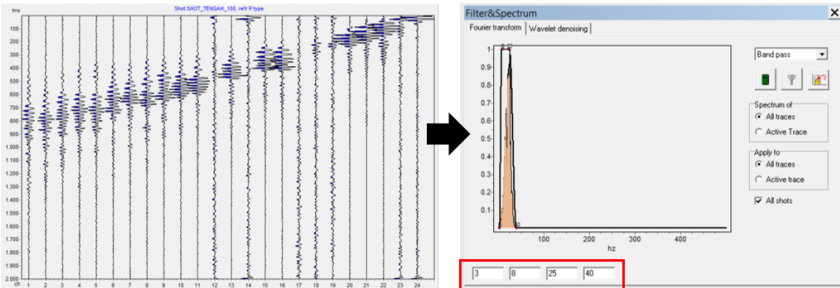 Shot SHOT_TENGAH_100, refr P type
ms
100
200
300
400
500
600
700
800
900
1.000
1.100
1.200
1.300
1.400
1.500
1.600
1.700
1.800
1.900
2.000
ch 1 2 3 4 5 6 7 8 9 10 11 12 13 14 15 16 17 18 19 20 21 22 23 24
Filter&Spectrum
Fourier transform Wavelet denoising
1
0.9
0.8
0.7
0.6
0.5
0.4
0.3
0.2
0.1
100 200 300 400
hz
3 8 25 40
Band pass
Spectrum of
All traces
Active Trace
Apply to
All traces
Active trace
All shots